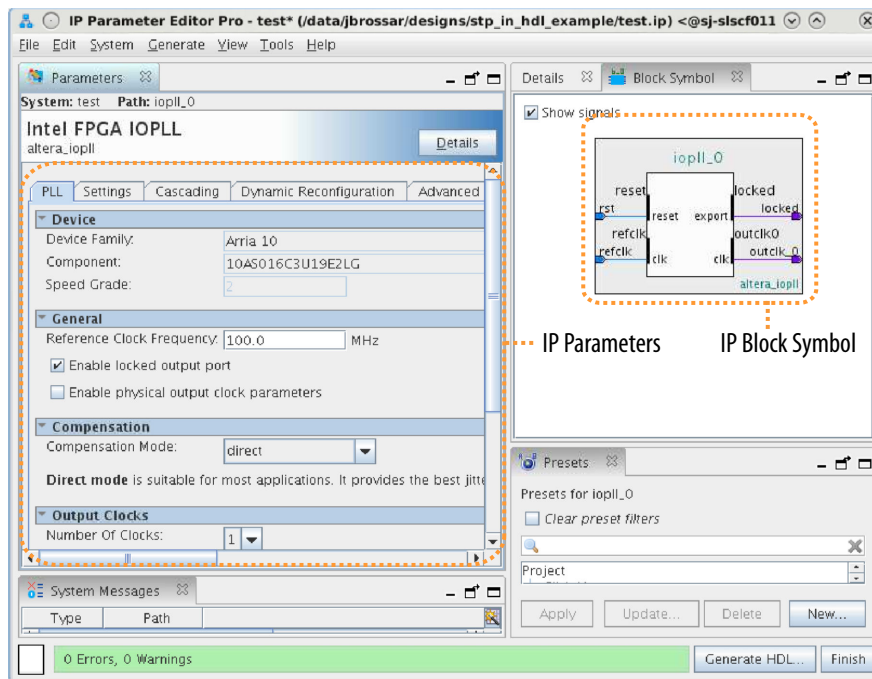 IP Parameter Editor Pro - test* (/data/jbrossar/designs/stp_in_hdl_example/test.ip) <@sj-slscf011
File Edit System Generate View Tools Help
Parameters
System: test Path: iopll_0
Intel FPGA IOPLL
altera_iopll
Details
PLL Settings Cascading Dynamic Reconfiguration Advanced
Device
Device Family: Arria 10
Component: 10AS016C3U19E2LG
Speed Grade: 2
General
Reference Clock Frequency: 100.0 MHz
Enable locked output port
Enable physical output clock parameters
Compensation
Compensation Mode: direct
Direct mode is suitable for most applications. It provides the best jitte
Output Clocks
Number Of Clocks: 1
System Messages
Type Path
0 Errors, 0 Warnings
Generate HDL... Finish
Details Block Symbol
Show signals
iopll_0
reset locked
rst reset export locked
refclk outclk0
refclk clk clk outclk_0
altera_iopll
IP Parameters IP Block Symbol
Presets
Presets for iopll_0
Clear preset filters
Project
Apply Update... Delete New...